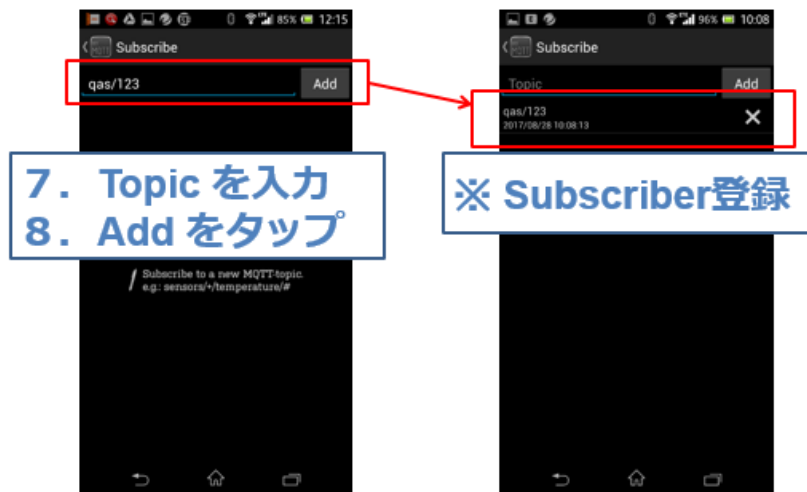 85% 12:15
Subscribe
qas/123
Add
7. Topic を入力
8. Add をタップ
Subscribe to a new MQTT-topic.
e.g.: sensors/+/temperature/#
96% 10:08
Subscribe
Topic
Add
qas/123
2017/08/28 10:08:13
※ Subscriber登録